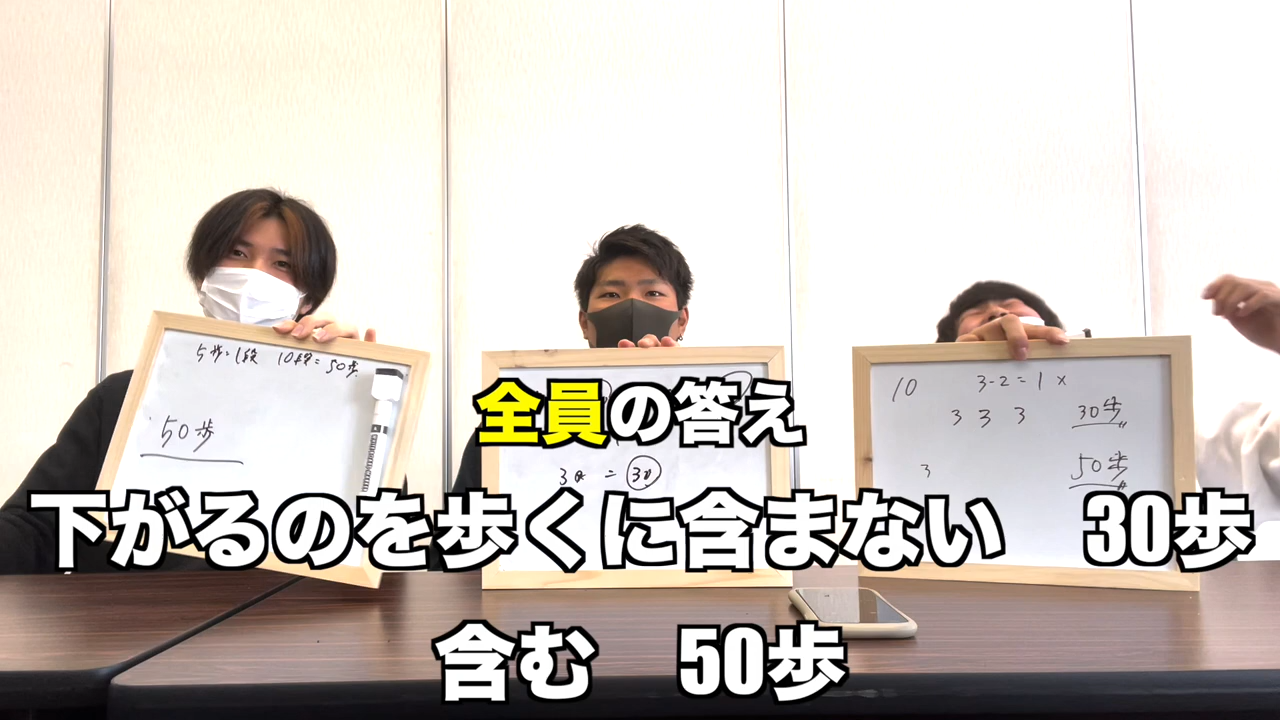 5歩=1段 10段=50歩
50歩
30
10 3-2=1 x
3 3 3 30歩
3 50歩
全員の答え
下がるのを歩くに含まない 30歩
含む 50歩